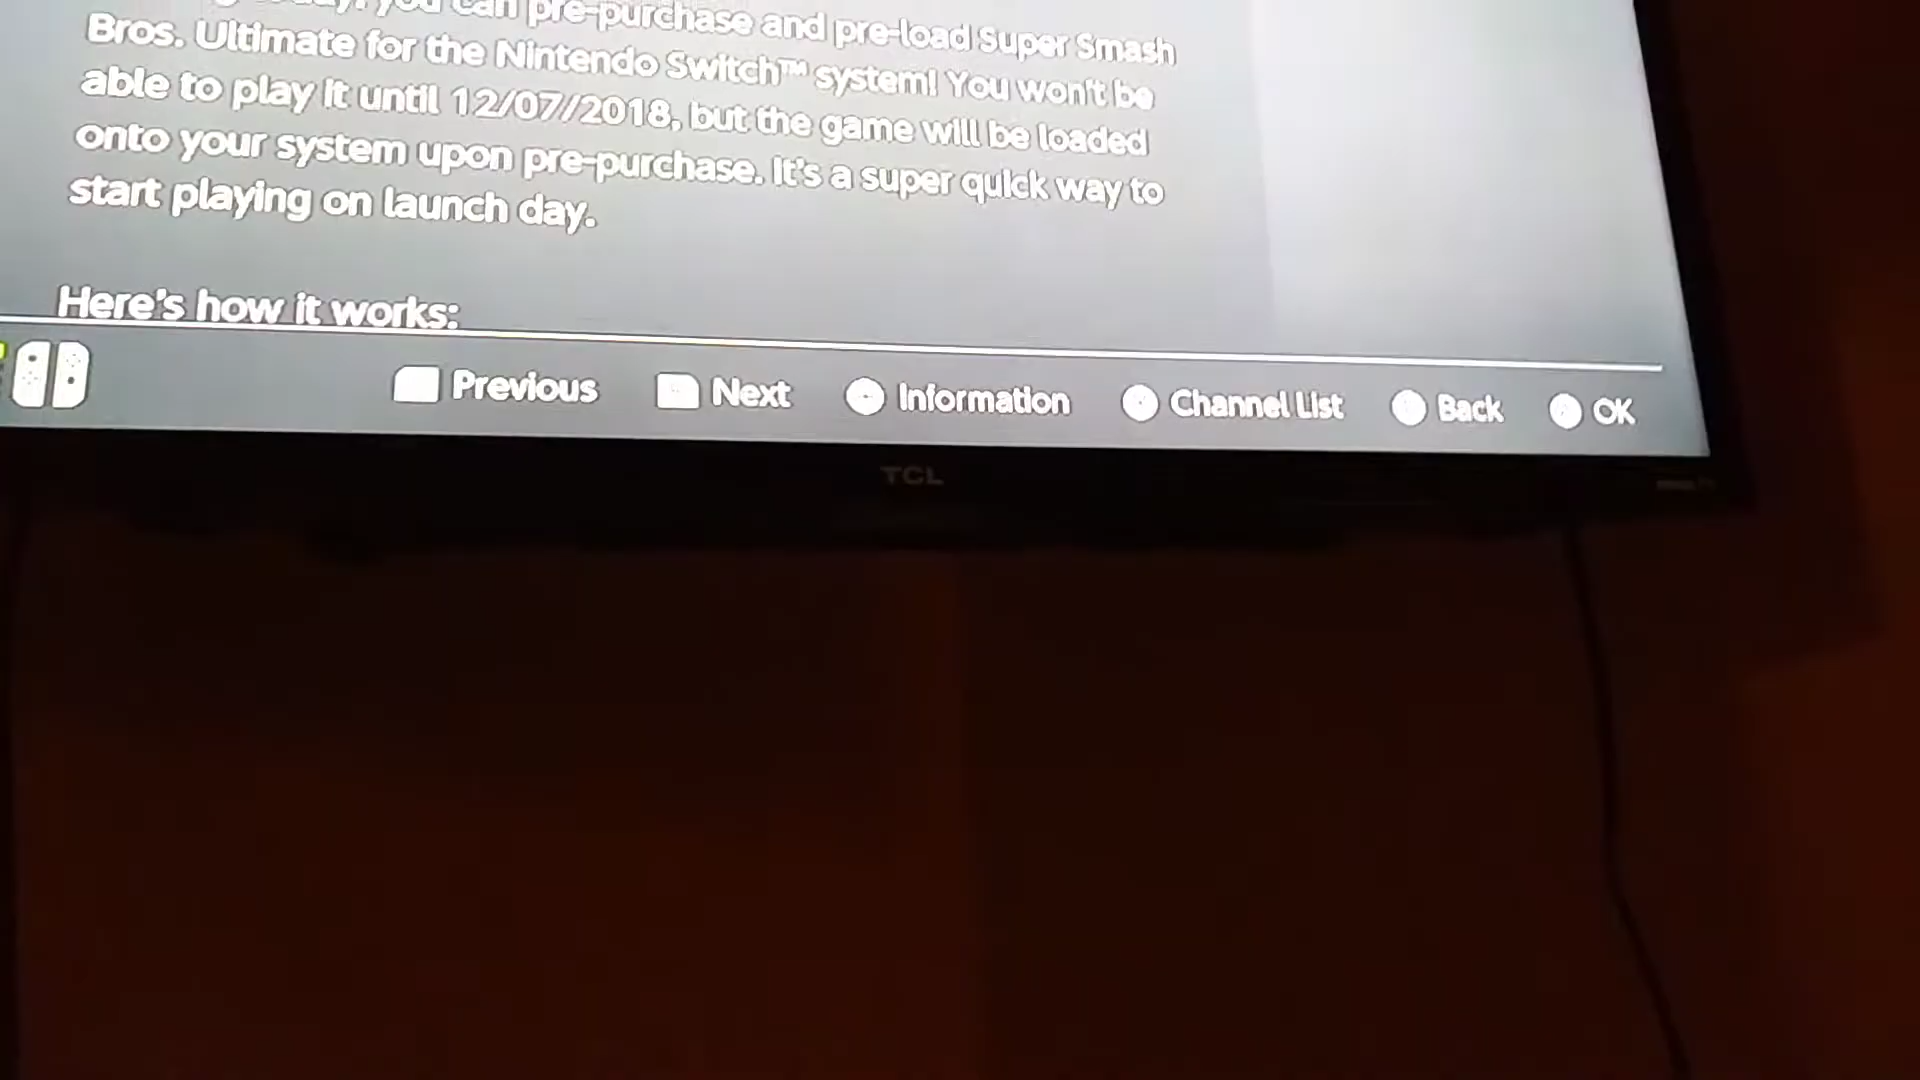 you can pre-purchase and pre-load Super Smash
Bros. Ultimate for the Nintendo Switch™ system! You won't be
able to play it until 12/07//2018, but the game will be loaded
onto your system upon pre-purchase. It's a super quick way to
start playing on launch day.
Here's how it works:
Previous Next Information Channel List Back OK
TCL